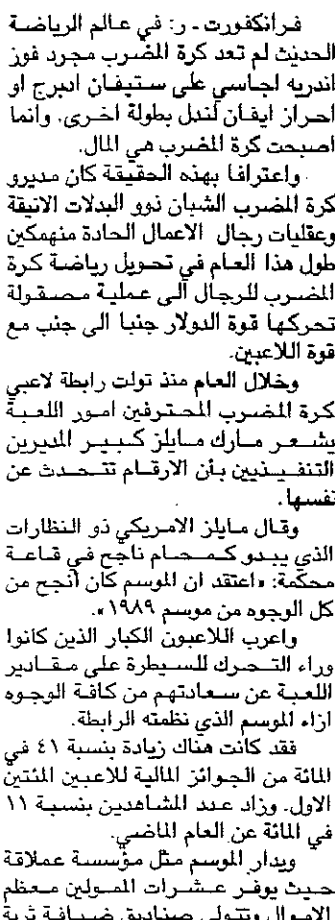 فرانكفورت ـ ر: في عالم الرياضة
الحديث لم تعد كرة المضرب مجرد فوز
اندريه اجاسي على ستيفان ادبرج او
احراز ايفان لندل بطولة اخرى. وانما
اصبحت كرة المضرب هي المال.
واعترافا بهذه الحقيقة كان مديرو
كرة المضرب الشبان ذوو البدلات الانيقة
وعقليات رجال الاعمال الحادة منهمكين
طول هذا العام في تحويل رياضة كرة
المضرب للرجال الى عملية مصقولة
تحركها قوة الدولار جنبا الى جنب مع
قوة اللاعبين.
وخلال العام منذ تولت رابطة لاعبي
كرة المضرب المحترفين امور اللعبة
يشعر مارك مايلز كبير المديرين
التنفيذيين بأن الارقام تتحدث عن
نفسها.
وقال مايلز الامريكي ذو النظارات
الذي يبدو كمحام ناجح في قاعة
محكمة: «اعتقد ان الموسم كان انجح من
كل الوجوه من موسم ١٩٨٩».
واعرب اللاعبون الكبار الذين كانوا
وراء التحرك للسيطرة على مقادير
اللعبة عن سعادتهم من كافة الوجوه
ازاء الموسم الذي نظمته الرابطة.
فقد كانت هناك زيادة بنسبة ٤١ في
المائة من الجوائز المالية للاعبين المئتين
الاول. وزاد عدد المشاهدين بنسبة ١١
في المائة عن العام الماضي.
ويدار الموسم مثل مؤسسة عملاقة
حيث يوفر عشرات الممولين معظم
الاموال وتتولى صناديق ضيافة ثرية